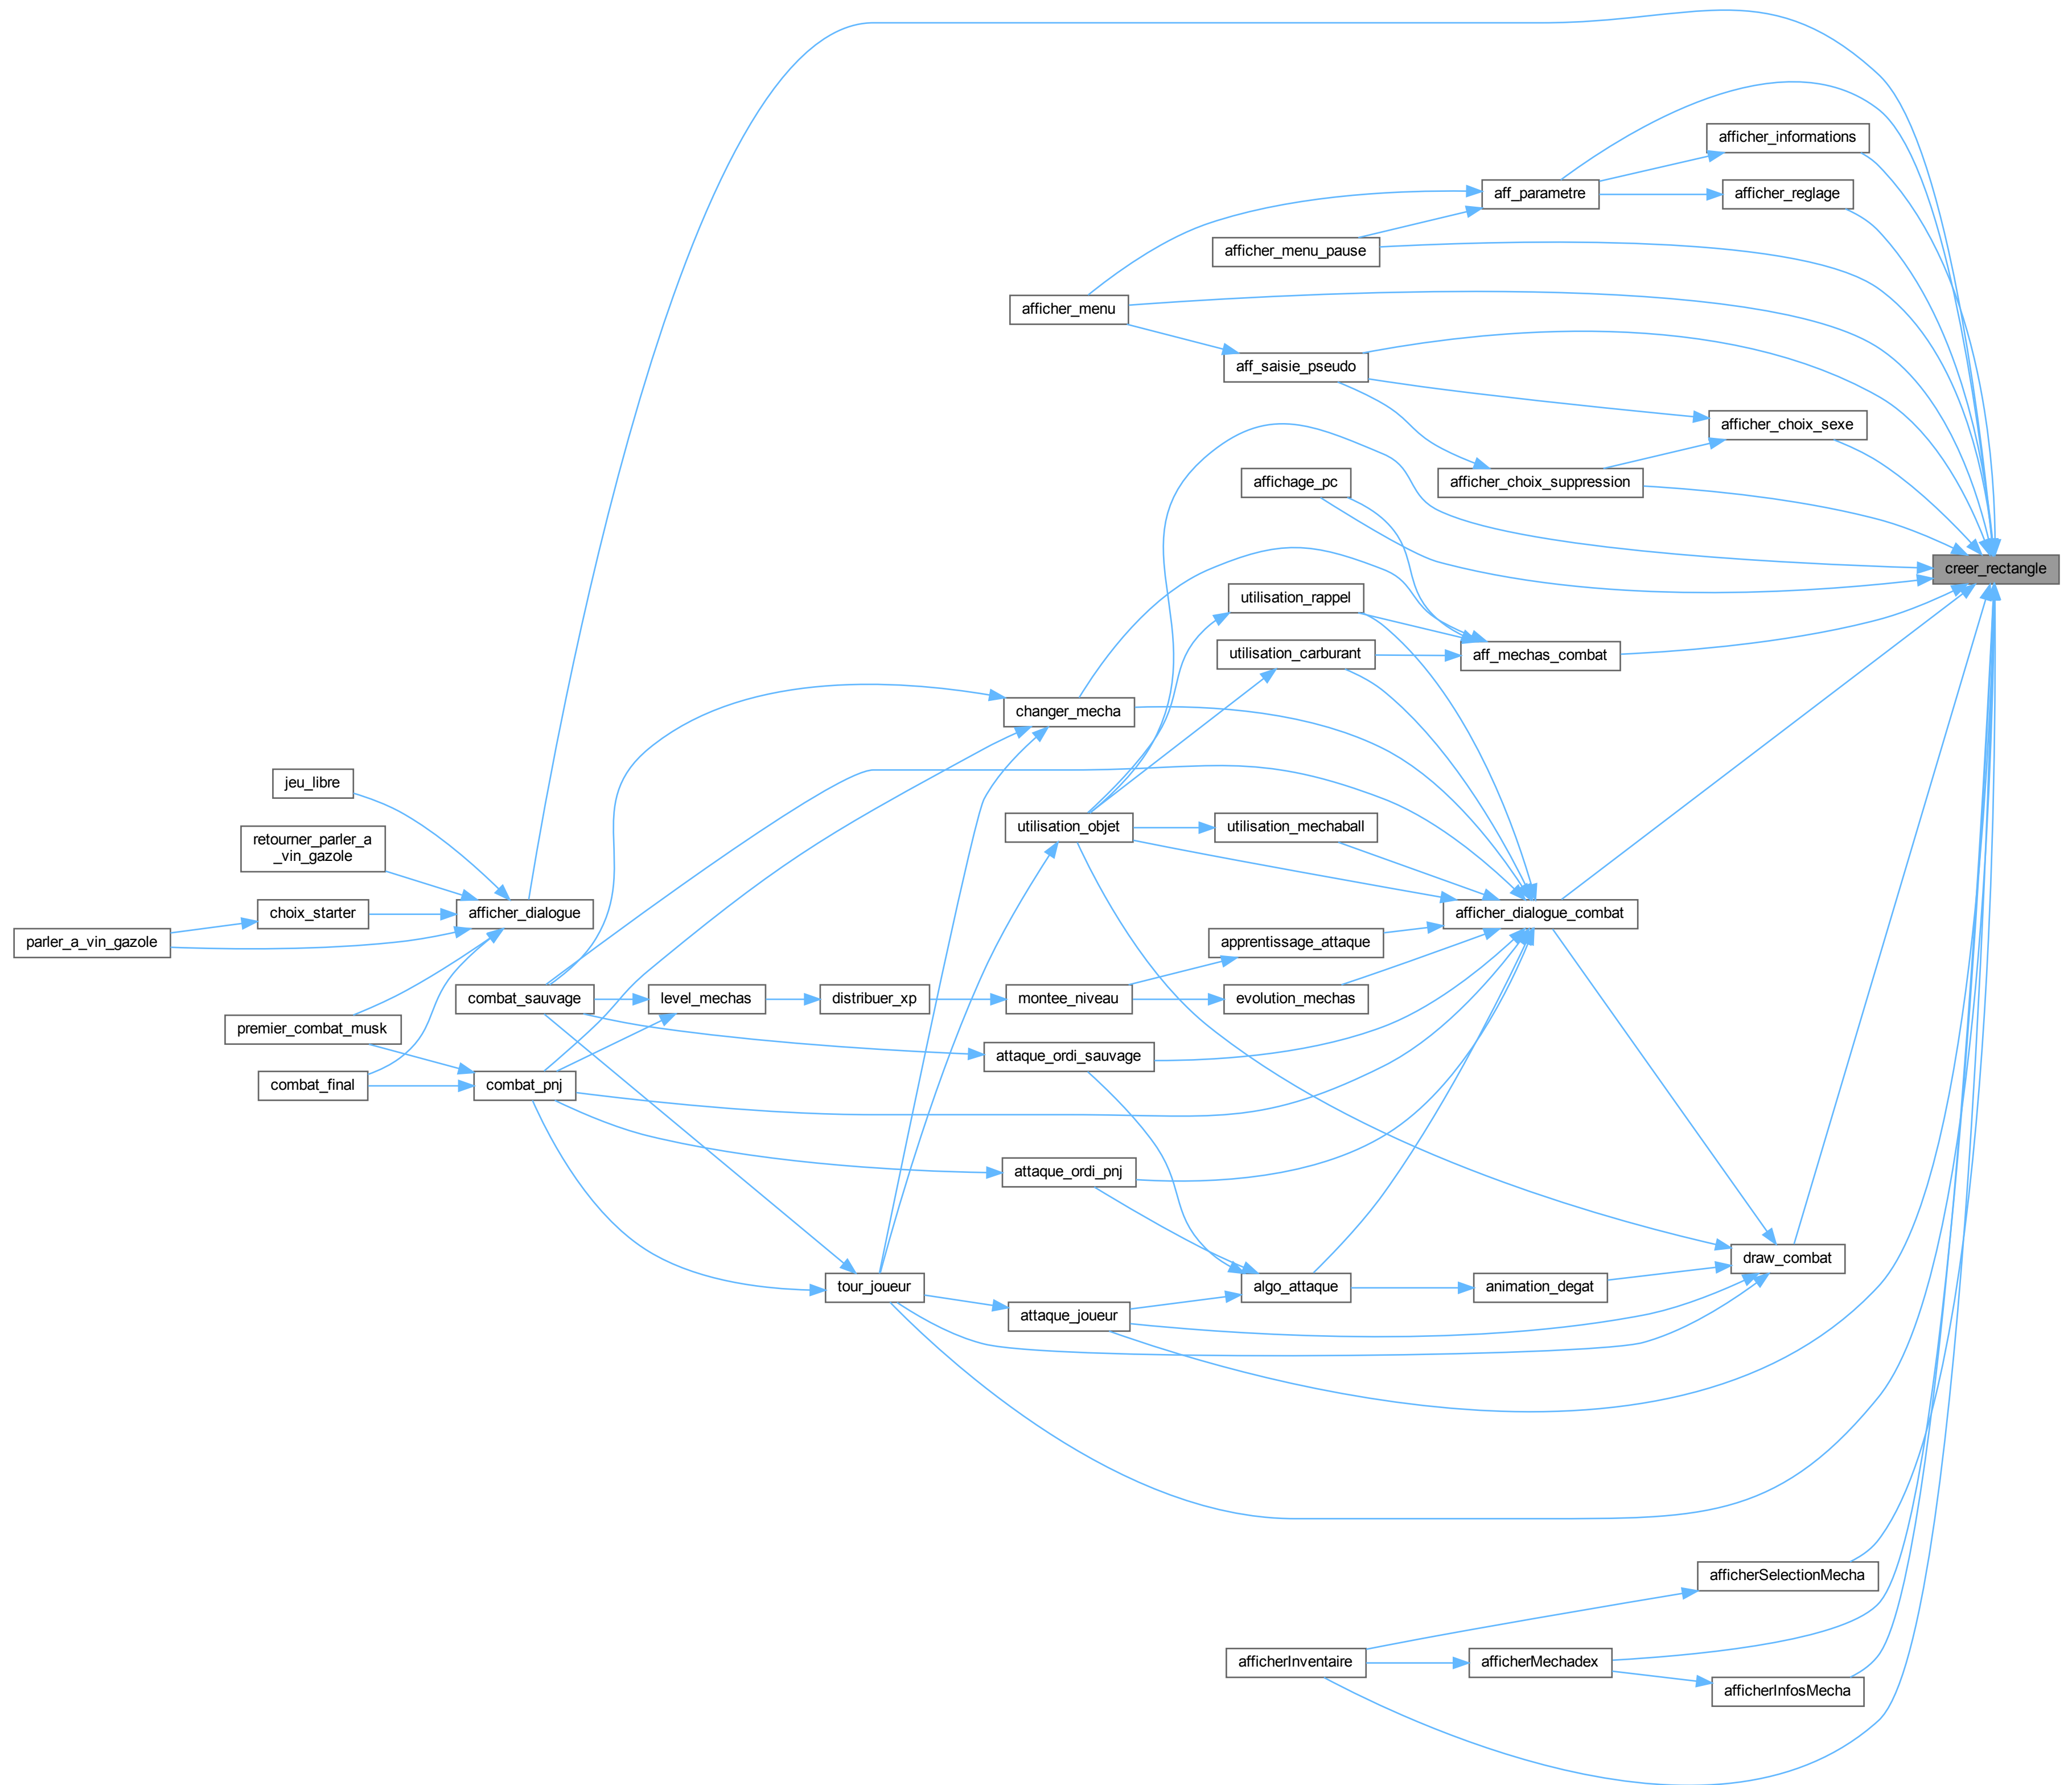 afficher_informations
aff_parametre
afficher_reglage
afficher_menu_pause
afficher_menu
aff_saisie_pseudo
afficher_choix_sexe
affichage_pc
afficher_choix_suppression
creer_rectangle
utilisation_rappel
utilisation_carburant
aff_mechas_combat
changer_mecha
jeu_libre
utilisation_objet
utilisation_mechaball
retourner_parler_a
_vin_gazole
choix_starter
afficher_dialogue
afficher_dialogue_combat
parler_a_vin_gazole
apprentissage_attaque
combat_sauvage
level_mechas
distribuer_xp
montee_niveau
evolution_mechas
premier_combat_musk
attaque_ordi_sauvage
combat_final
combat_pnj
attaque_ordi_pnj
draw_combat
tour_joueur
algo_attaque
animation_degat
attaque_joueur
afficherSelectionMecha
afficherInventaire
afficherMechadex
afficherInfosMecha